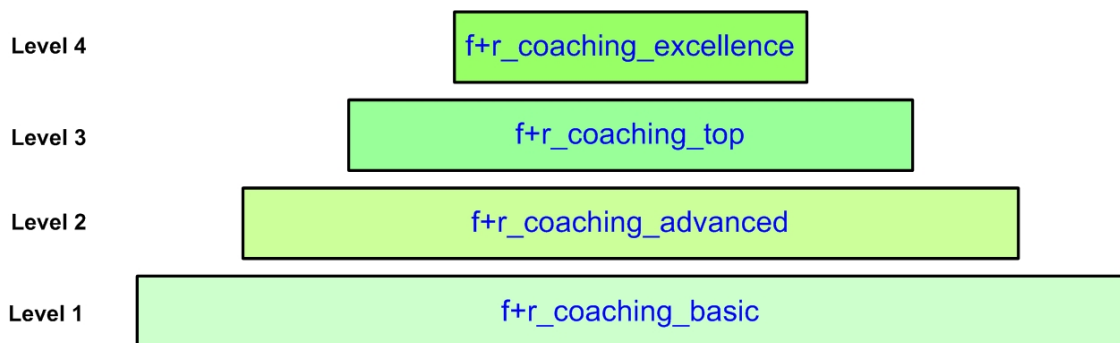 Level 4 f+r_coaching_excellence
Level 3 f+r_coaching_top
Level 2 f+r_coaching_advanced
Level 1 f+r_coaching_basic